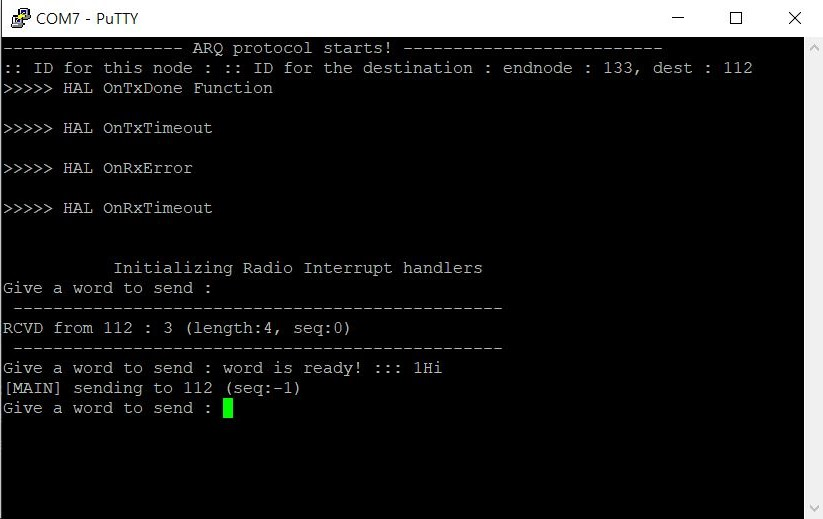 COM7 - PuTTY
------------------ ARQ protocol starts! --------------------------
:: ID for this node : :: ID for the destination : endnode : 133, dest : 112
>>>>> HAL OnTxDone Function
>>>>> HAL OnTxTimeout
>>>>> HAL OnRxError
>>>>> HAL OnRxTimeout
Initializing Radio Interrupt handlers
Give a word to send :
-------------------------------------------------
RCVD from 112 : 3 (length:4, seq:0)
-------------------------------------------------
Give a word to send : word is ready! ::: 1Hi
[MAIN] sending to 112 (seq:-1)
Give a word to send :